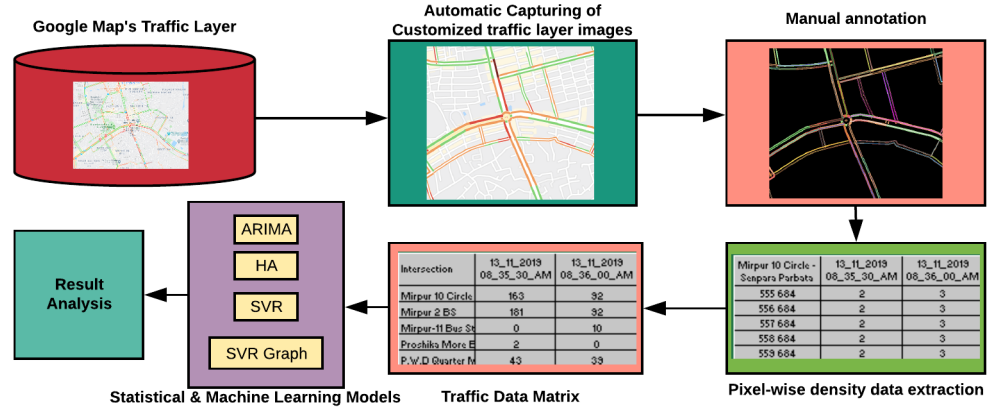 Google Map's Traffic Layer
Automatic Capturing of
Customized traffic layer images
Manual annotation
ARIMA
HA
SVR
SVR Graph
Result
Analysis
Intersection
13_11_2019
08_35_30_AM
13_11_2019
08_36_00_AM
Mirpur 10 Circle 163 92
Mirpur 2 BS 181 92
Mirpur-11 Bus St 0 10
Proshika More E 2 0
P.W.D Quarter M 43 39
Mirpur 10 Circle -
Senpara Parbata
13_11_2019
08_35_30_AM
13_11_2019
08_36_00_AM
555 684 2 3
556 684 2 3
557 684 2 3
558 684 2 3
559 684 2 3
Statistical & Machine Learning Models
Traffic Data Matrix
Pixel-wise density data extraction